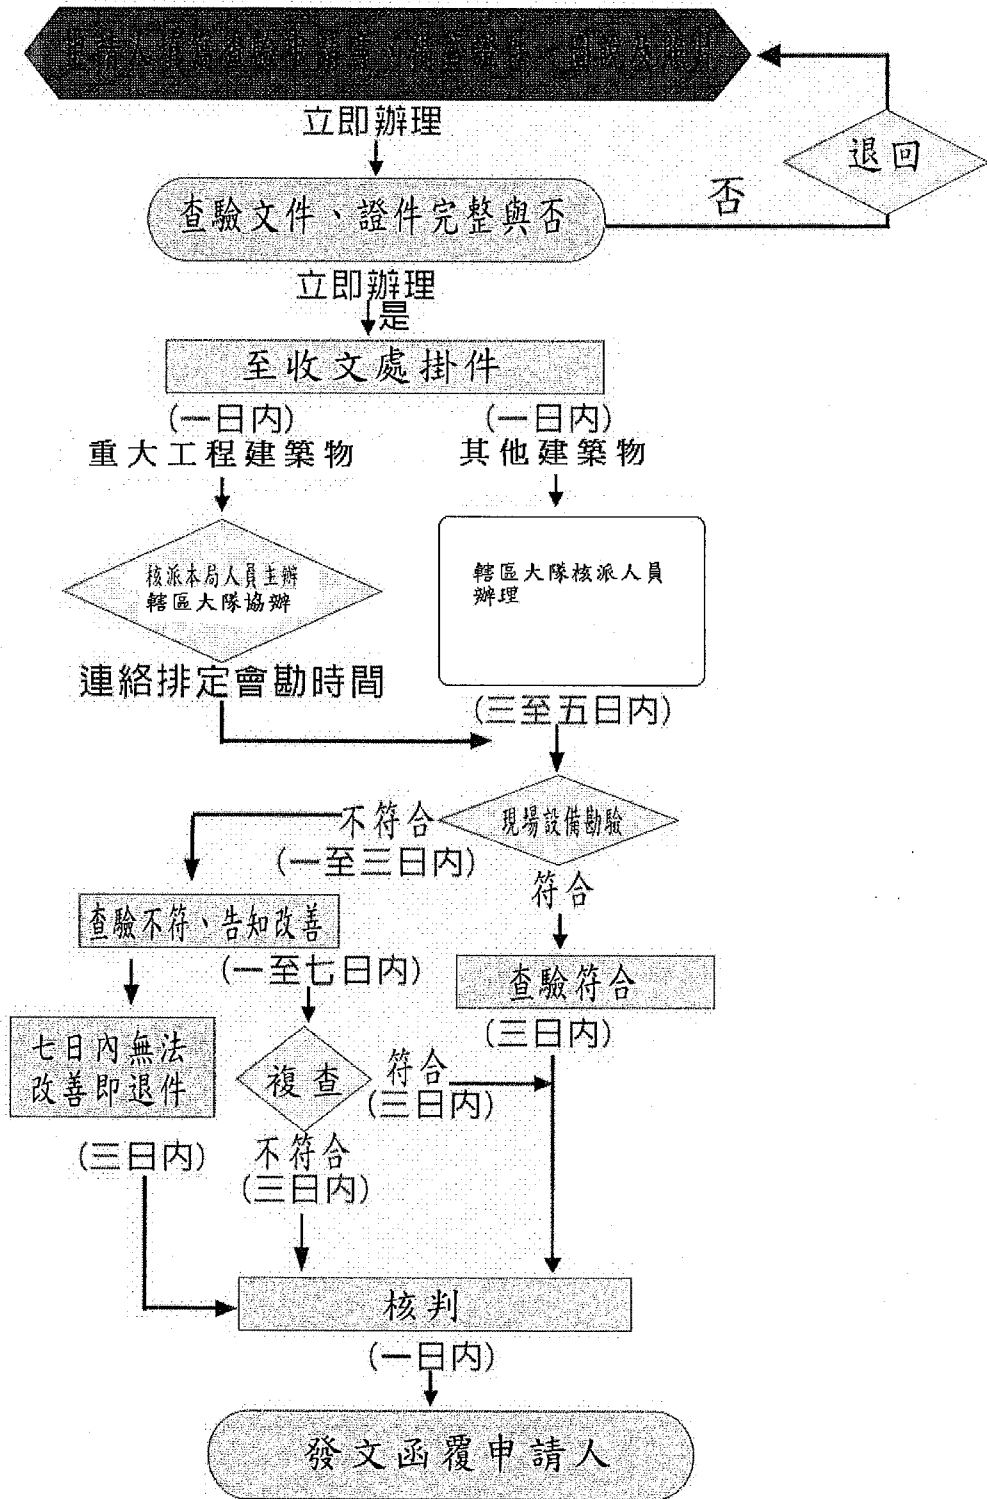 立即辦理
退回
查驗文件、證件完整與否
否
立即辦理
是
至收文處掛件
(一日內)
(一日內)
重大工程建築物
其他建築物
核派本局人員主辦
轄區大隊協辦
轄區大隊核派人員
辦理
連絡排定會勘時間
(三至五日內)
不符合
現場設備勘驗
(一至三日內)
符合
查驗不符、告知改善
(一至七日內)
查驗符合
(三日內)
七日內無法
改善即退件
複查
符合
(三日內)
(三日內)
不符合
(三日內)
核判
(一日內)
發文函覆申請人